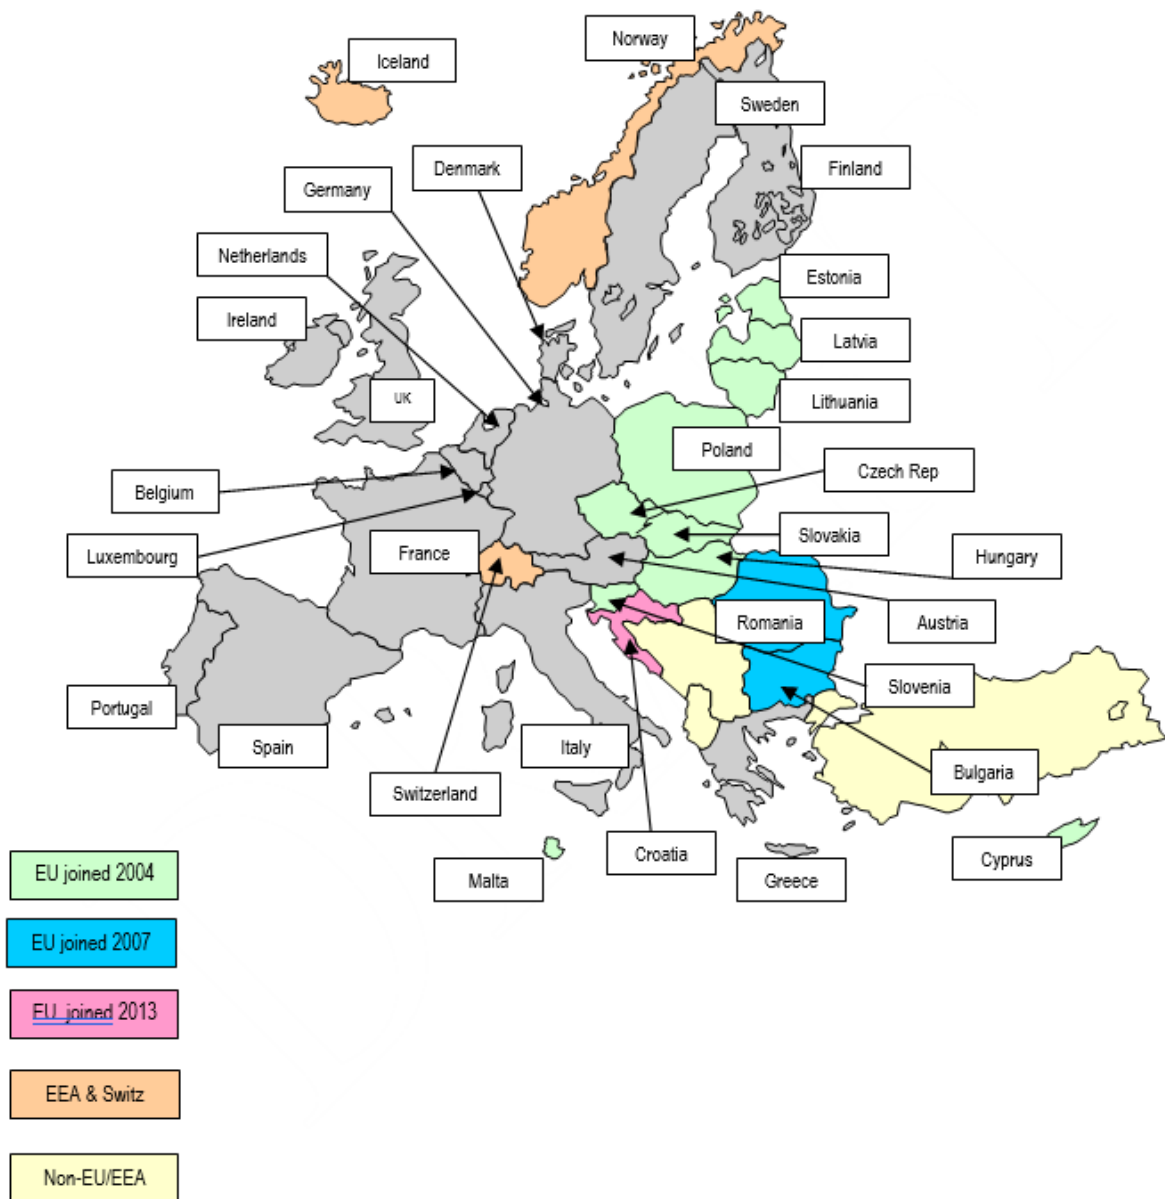 Norway
Iceland
Sweden
Denmark
Finland
Germany
Netherlands
Estonia
Ireland
Latvia
UK
Lithuania
Poland
Czech Rep
Belgium
Slovakia
France
Luxembourg
Hungary
Romania
Austria
Slovenia
Portugal
Spain
Italy
Bulgaria
Switzerland
Croatia
Cyprus
Malta
Greece
EU joined 2004
EU joined 2007
EU joined 2013
EEA & Switz
Non-EU/EEA